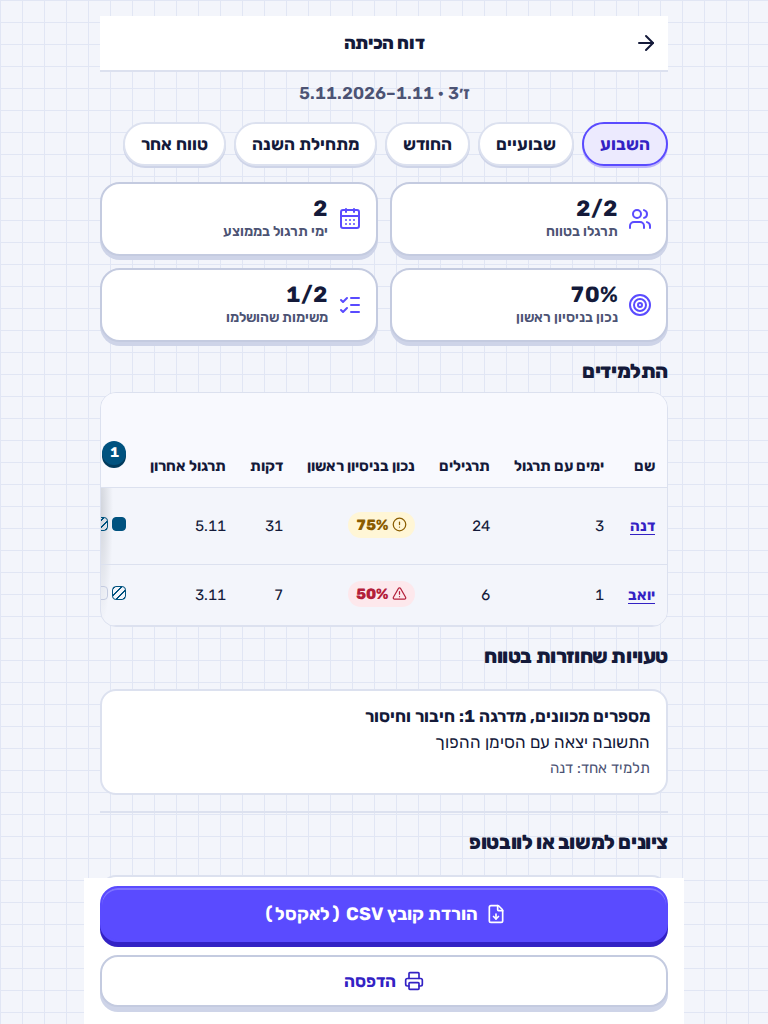 דוח הכיתה
ז׳3 • 1.11–5.11.2026
השבוע
שבועיים
החודש
מתחילת השנה
טווח אחר
2/2
תרגלו בטווח
2
ימי תרגול בממוצע
70%
נכון בניסיון ראשון
1/2
משימות שהושלמו
התלמידים
שם ימים עם תרגול תרגילים נכון בניסיון ראשון דקות תרגול אחרון 1
דנה 3 24 75% 31 5.11
יואב 1 6 50% 7 3.11
טעויות שחוזרות בטווח
מספרים מכוונים, מדרגה 1: חיבור וחיסור
התשובה יצאה עם הסימן ההפוך
תלמיד אחד: דנה
ציונים למשוב או לוובטופ
הורדת קובץ CSV (לאקסל)
הדפסה